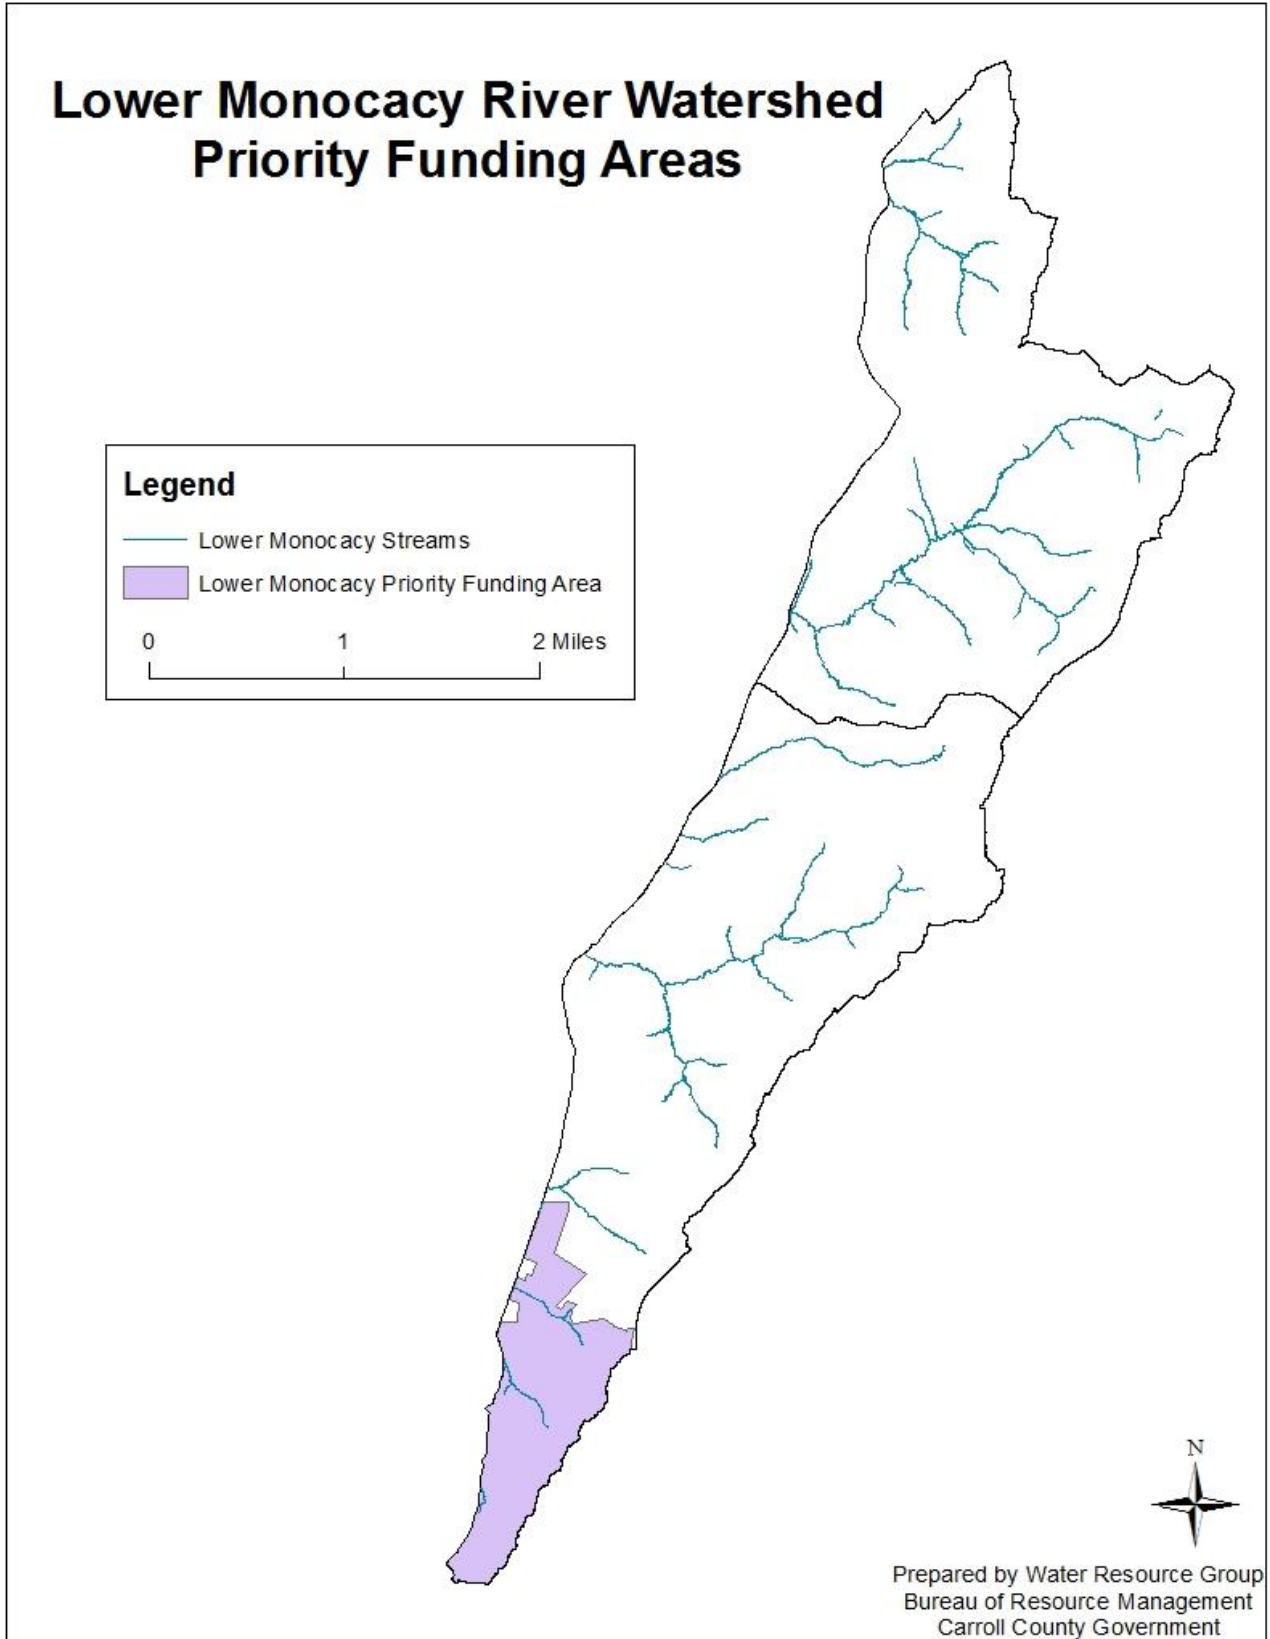 Lower Monocacy River Watershed
Priority Funding Areas
Legend
Lower Monocacy Streams
Lower Monocacy Priority Funding Area
0 1 2 Miles
N
Prepared by Water Resource Group
Bureau of Resource Management
Carroll County Government